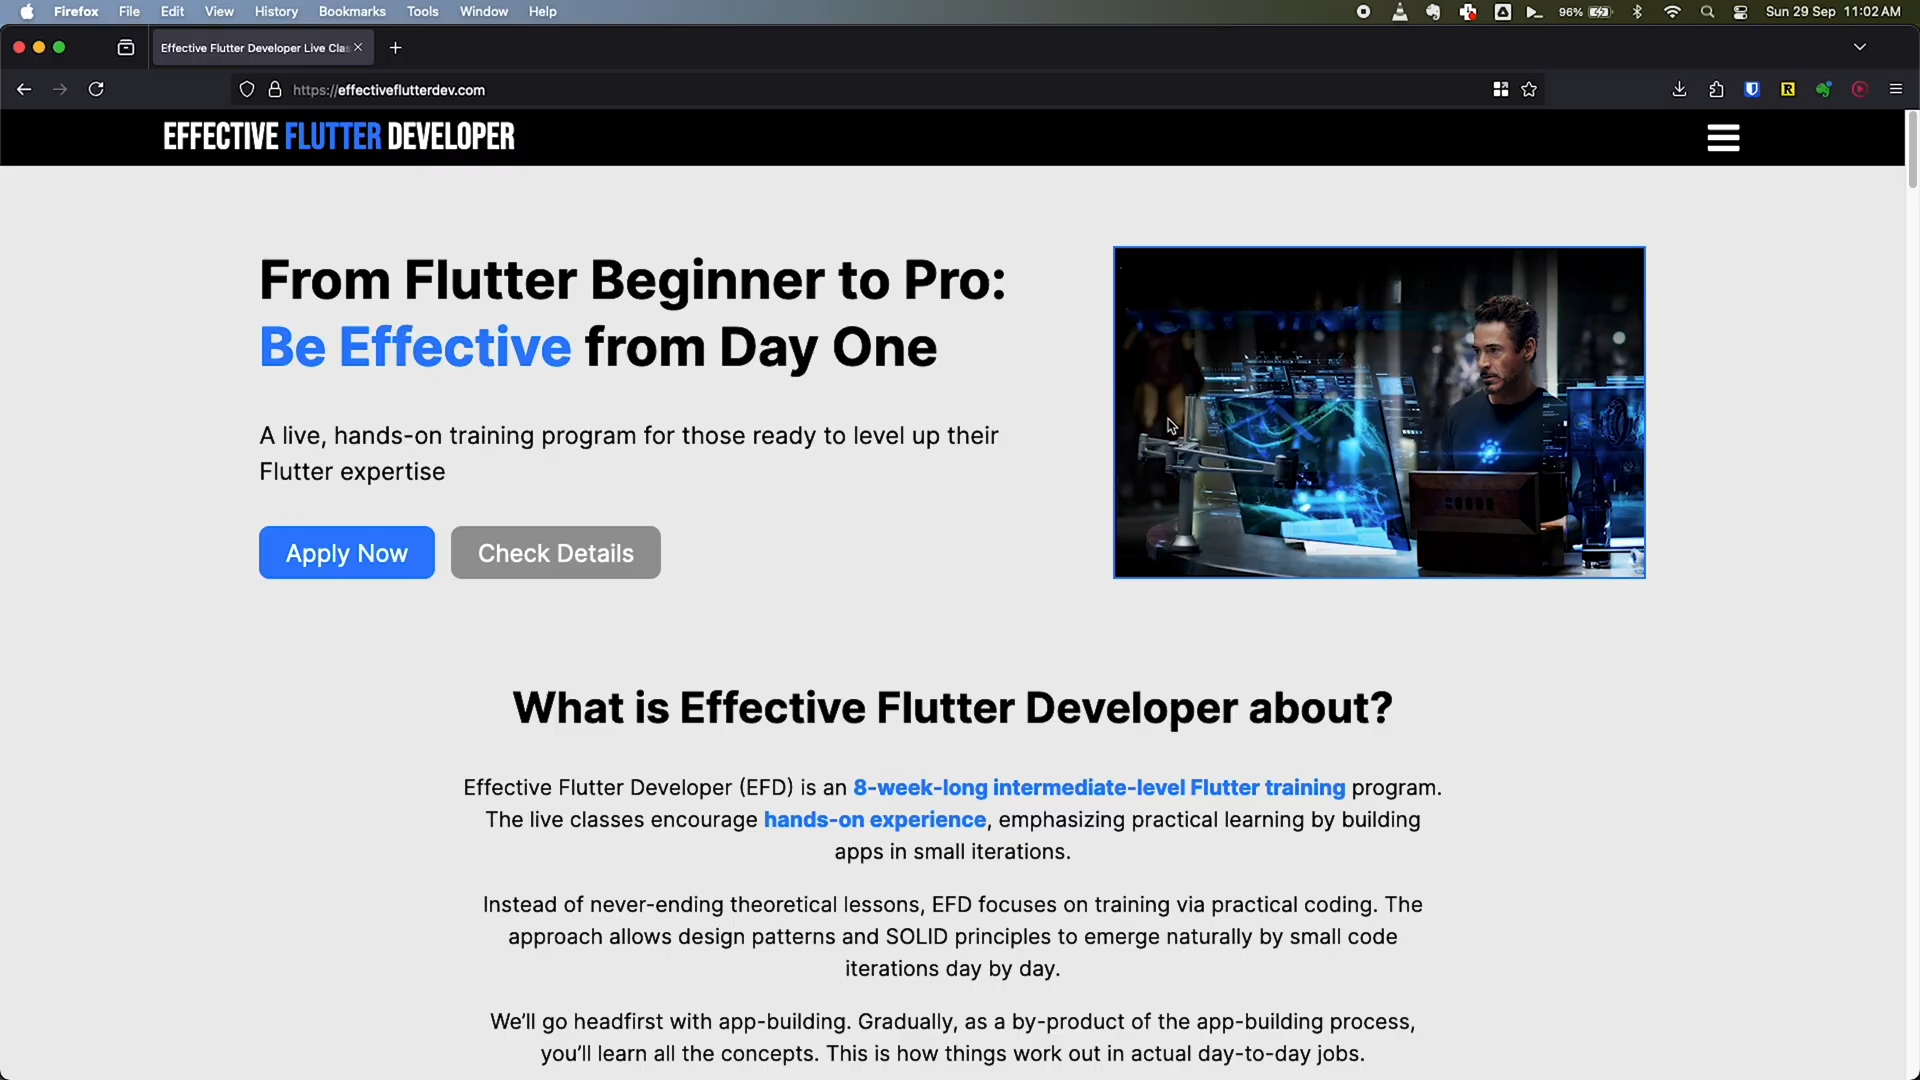 Firefox File Edit View History Bookmarks Tools Window Help
96% Sun 29 Sep 11:02 AM
Effective Flutter Developer Live Cla
https://effectiveflutterdev.com
EFFECTIVE FLUTTER DEVELOPER
From Flutter Beginner to Pro:
Be Effective from Day One
A live, hands-on training program for those ready to level up their
Flutter expertise
Apply Now
Check Details
What is Effective Flutter Developer about?
Effective Flutter Developer (EFD) is an 8-week-long intermediate-level Flutter training program.
The live classes encourage hands-on experience, emphasizing practical learning by building
apps in small iterations.
Instead of never-ending theoretical lessons, EFD focuses on training via practical coding. The
approach allows design patterns and SOLID principles to emerge naturally by small code
iterations day by day.
We'll go headfirst with app-building. Gradually, as a by-product of the app-building process,
you'll learn all the concepts. This is how things work out in actual day-to-day jobs.